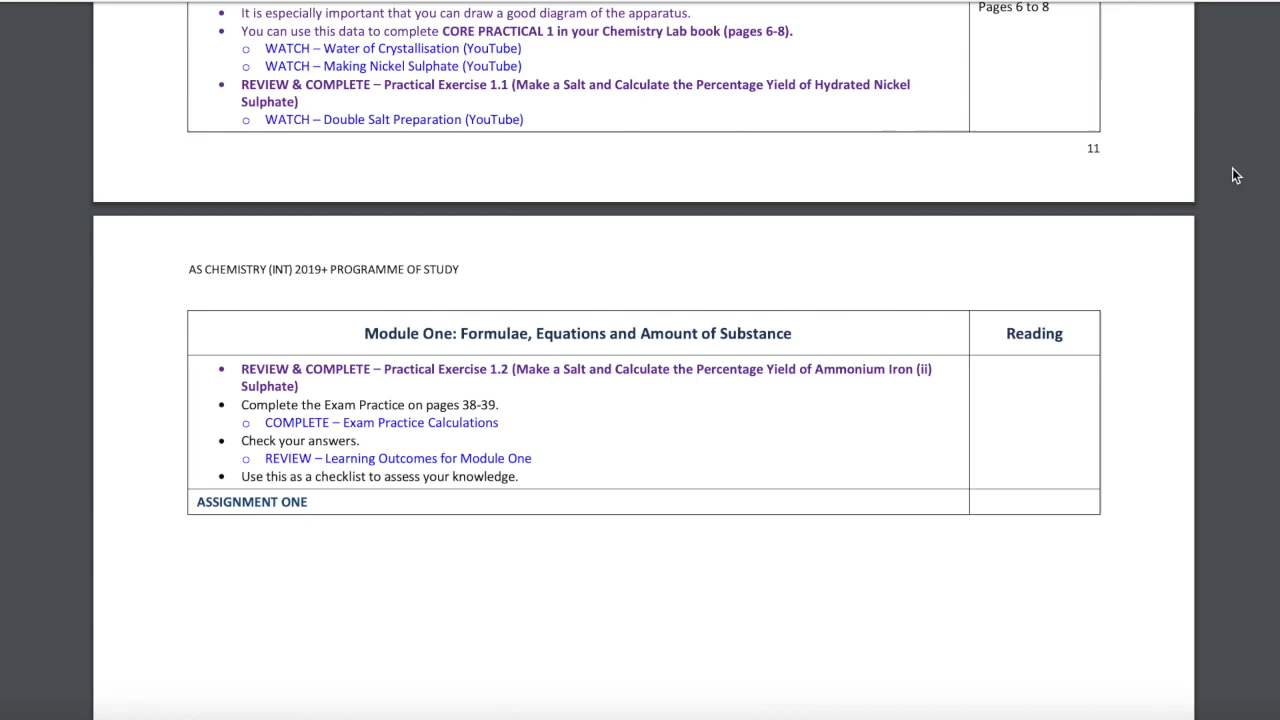 • It is especially important that you can draw a good diagram of the apparatus.
Pages 6 to 8
• You can use this data to complete CORE PRACTICAL 1 in your Chemistry Lab book (pages 6-8).
o WATCH – Water of Crystallisation (YouTube)
o WATCH – Making Nickel Sulphate (YouTube)
• REVIEW & COMPLETE – Practical Exercise 1.1 (Make a Salt and Calculate the Percentage Yield of Hydrated Nickel
Sulphate)
o WATCH – Double Salt Preparation (YouTube)
11
AS CHEMISTRY (INT) 2019+ PROGRAMME OF STUDY
Module One: Formulae, Equations and Amount of Substance
Reading
• REVIEW & COMPLETE – Practical Exercise 1.2 (Make a Salt and Calculate the Percentage Yield of Ammonium Iron (ii)
Sulphate)
• Complete the Exam Practice on pages 38-39.
o COMPLETE – Exam Practice Calculations
• Check your answers.
o REVIEW – Learning Outcomes for Module One
• Use this as a checklist to assess your knowledge.
ASSIGNMENT ONE